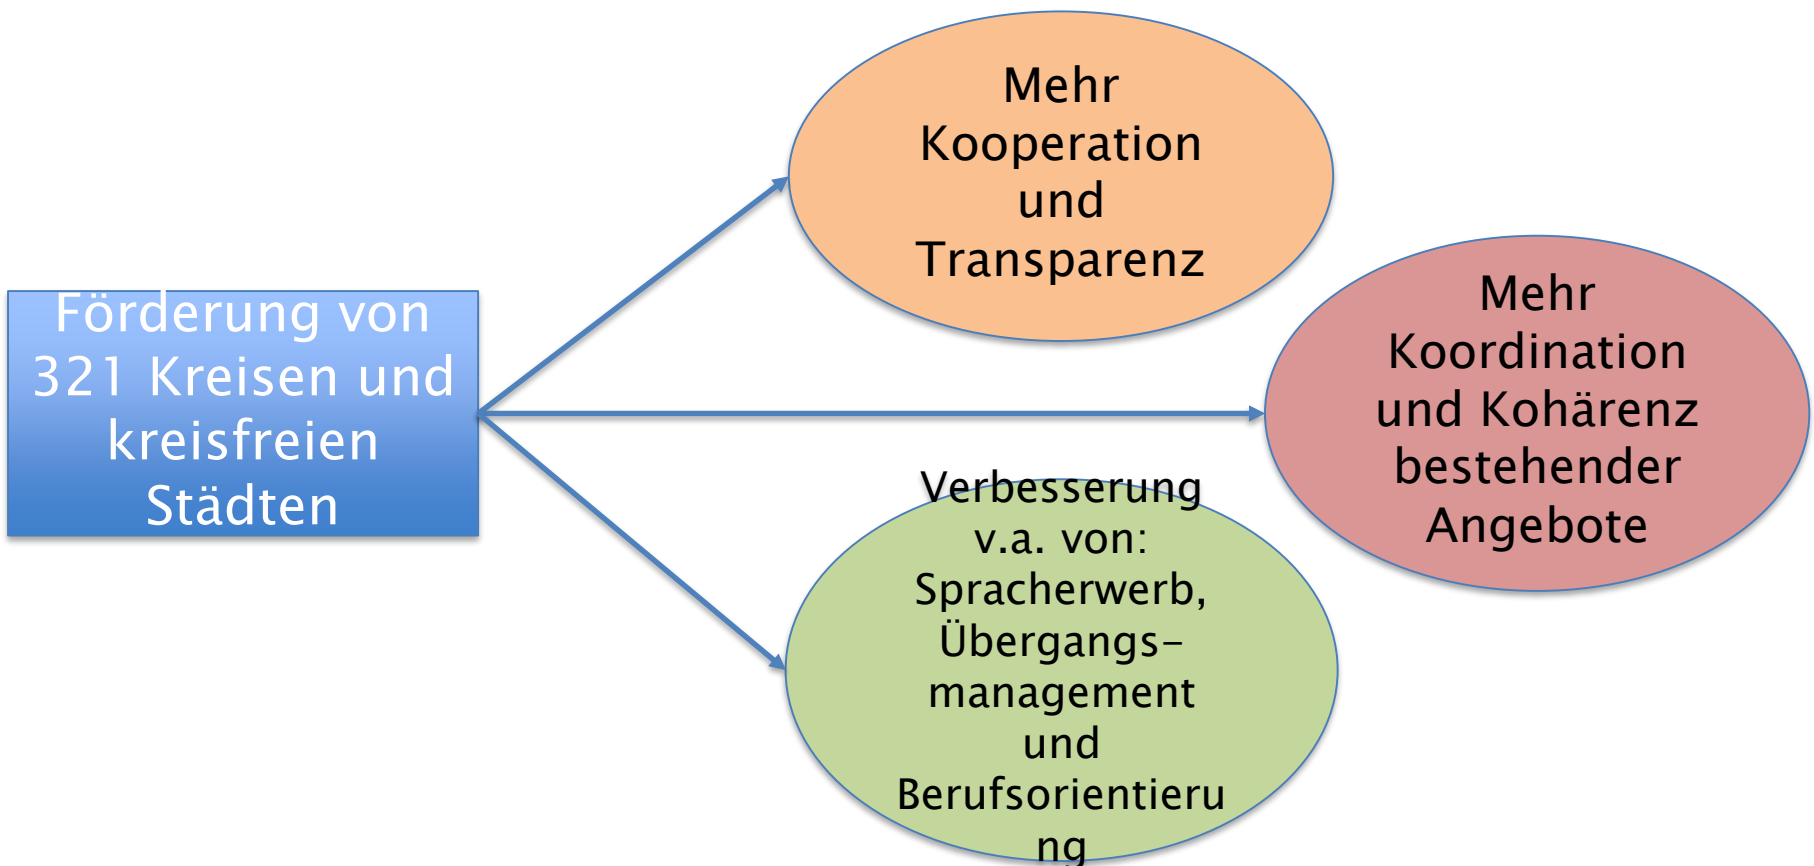 Förderung von
321 Kreisen und
kreisfreien
Städten
Mehr
Kooperation
und
Transparenz
Mehr
Koordination
und Kohärenz
bestehender
Angebote
Verbesserung
v.a. von:
Spracherwerb,
Übergangs-
management
und
Berufsorientieru
ng